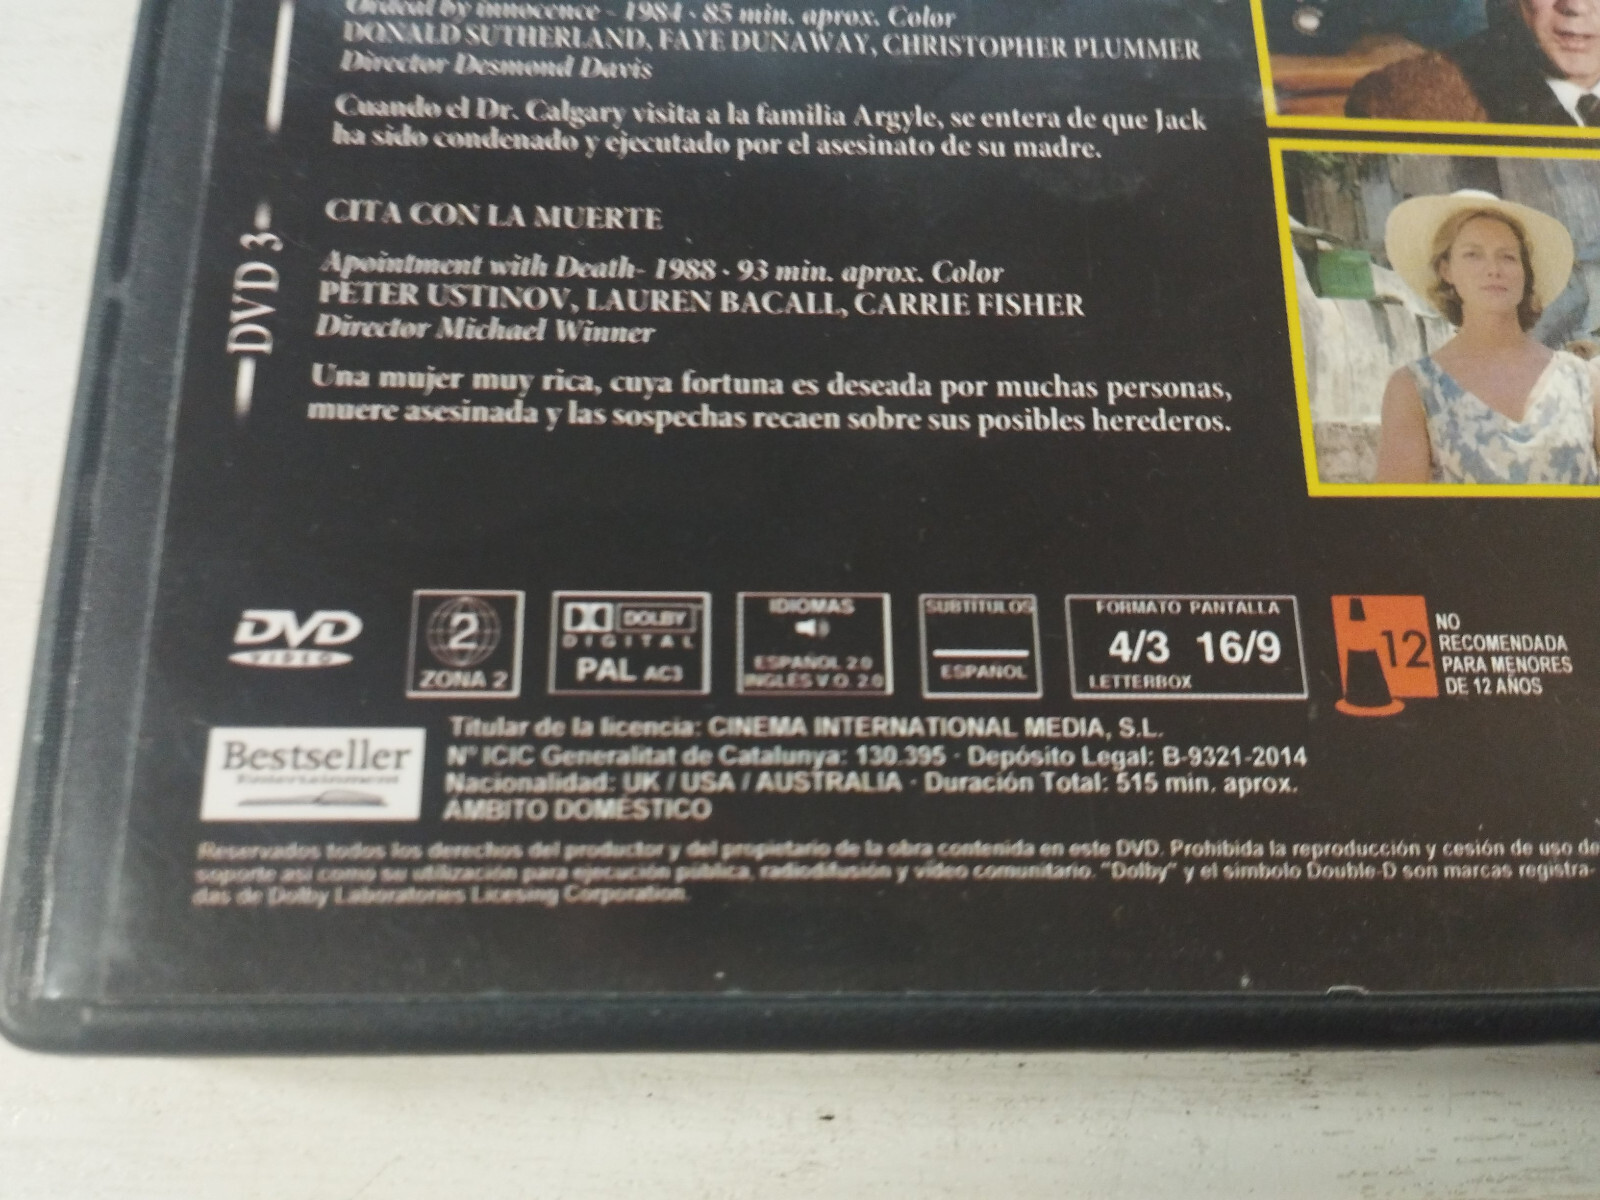 Ordeal by innocence - 1984 · 85 min. aprox. Color
DONALD SUTHERLAND, FAYE DUNAWAY, CHRISTOPHER PLUMMER
Director Desmond Davis
Cuando el Dr. Calgary visita a la familia Argyle, se entera de que Jack
ha sido condenado y ejecutado por el asesinato de su madre.
DVD 3
CITA CON LA MUERTE
Apointment with Death- 1988 · 93 min. aprox. Color
PETER USTINOV, LAUREN BACALL, CARRIE FISHER
Director Michael Winner
Una mujer muy rica, cuya fortuna es deseada por muchas personas,
muere asesinada y las sospechas recaen sobre sus posibles herederos.
DVD
VIDEO
2
ZONA 2
DOLBY
DIGITAL
PAL AC3
IDIOMAS
ESPAÑOL 2.0
INGLÉS V.O. 2.0
SUBTÍTULOS
ESPAÑOL
FORMATO PANTALLA
4/3 16/9
LETTERBOX
12
NO
RECOMENDADA
PARA MENORES
DE 12 AÑOS
Bestseller
Entertainment
Titular de la licencia: CINEMA INTERNATIONAL MEDIA, S.L.
Nº ICIC Generalitat de Catalunya: 130.395 · Depósito Legal: B-9321-2014
Nacionalidad: UK / USA / AUSTRALIA · Duración Total: 515 min. aprox.
ÁMBITO DOMÉSTICO
Reservados todos los derechos del productor y del propietario de la obra contenida en este DVD. Prohibida la reproducción y cesión de uso de
soporte así como su utilización para ejecución pública, radiodifusión y vídeo comunitario. "Dolby" y el símbolo Double-D son marcas registra-
das de Dolby Laboratories Licesing Corporation.